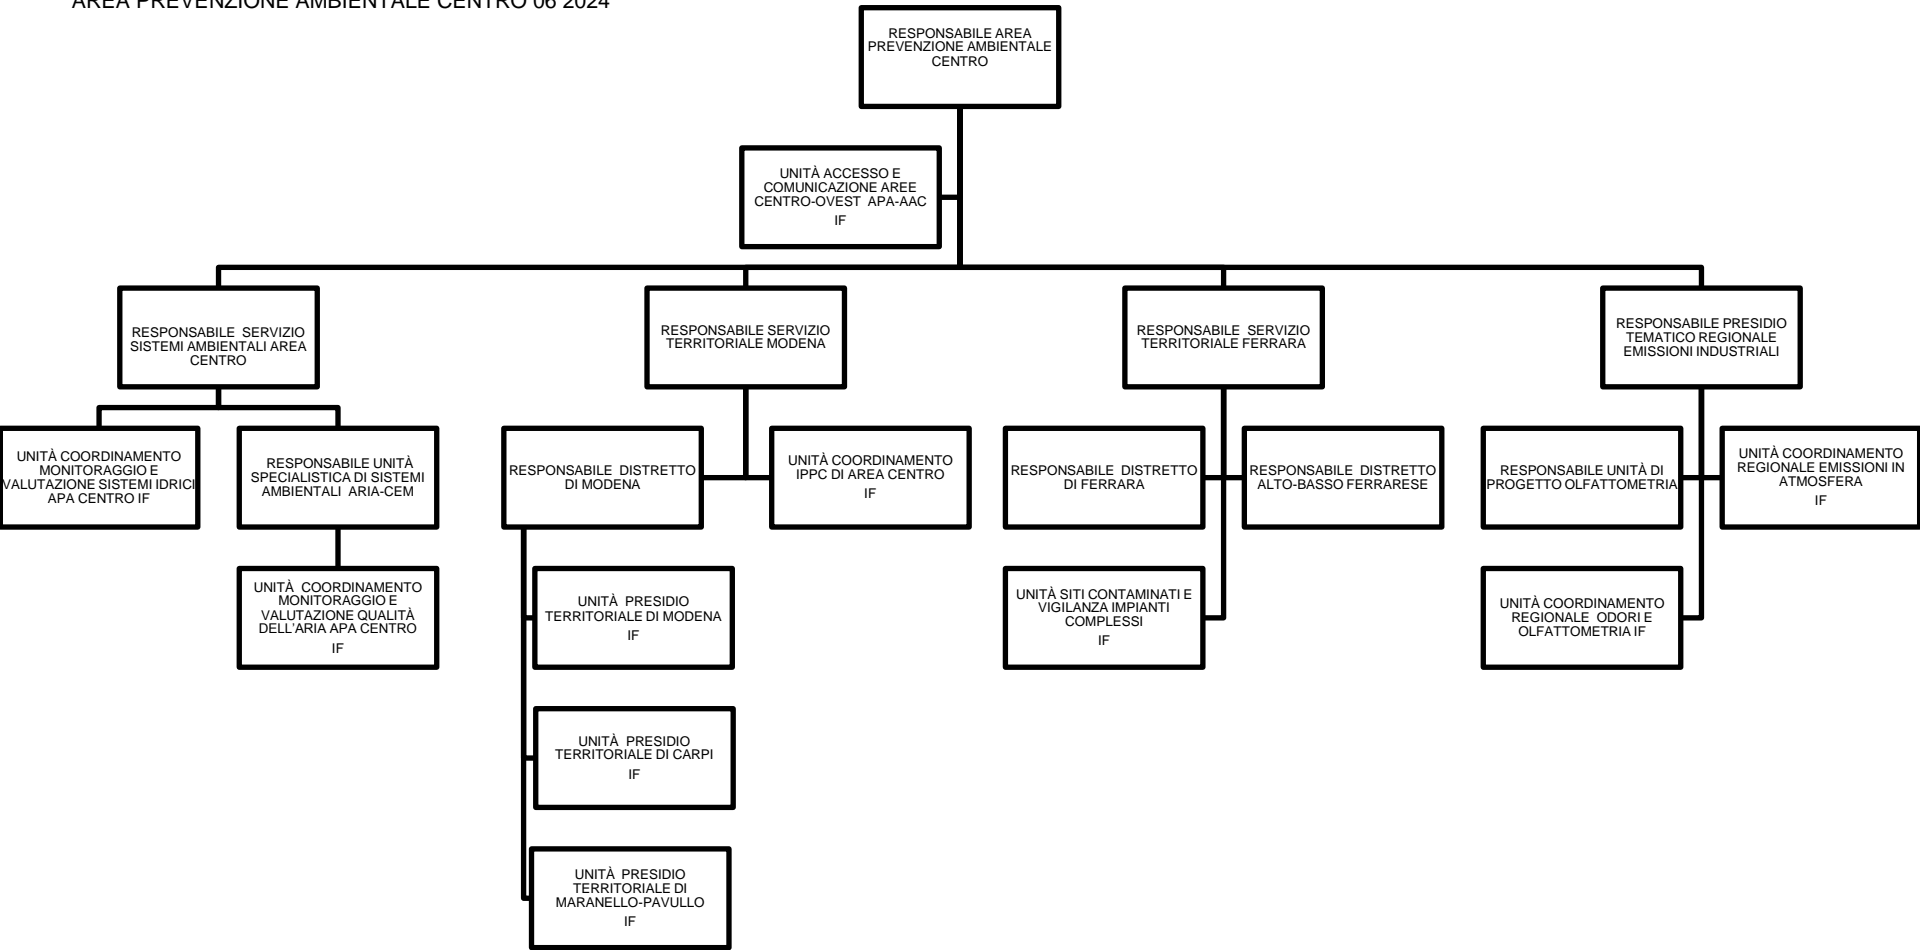 AREA PREVENZIONE AMBIENTALE CENTRO 06 2024
RESPONSABILE AREA
PREVENZIONE AMBIENTALE
CENTRO
UNITÀ ACCESSO E
COMUNICAZIONE AREE
CENTRO-OVEST APA-AAC
IF
RESPONSABILE SERVIZIO
SISTEMI AMBIENTALI AREA
CENTRO
RESPONSABILE SERVIZIO
TERRITORIALE MODENA
RESPONSABILE SERVIZIO
TERRITORIALE FERRARA
RESPONSABILE PRESIDIO
TEMATICO REGIONALE
EMISSIONI INDUSTRIALI
UNITÀ COORDINAMENTO
MONITORAGGIO E
VALUTAZIONE SISTEMI IDRICI
APA CENTRO IF
RESPONSABILE UNITÀ
SPECIALISTICA DI SISTEMI
AMBIENTALI ARIA-CEM
RESPONSABILE DISTRETTO
DI MODENA
UNITÀ COORDINAMENTO
IPPC DI AREA CENTRO
IF
RESPONSABILE DISTRETTO
DI FERRARA
RESPONSABILE DISTRETTO
ALTO-BASSO FERRARESE
RESPONSABILE UNITÀ DI
PROGETTO OLFATTOMETRIA
UNITÀ COORDINAMENTO
REGIONALE EMISSIONI IN
ATMOSFERA
IF
UNITÀ COORDINAMENTO
MONITORAGGIO E
VALUTAZIONE QUALITÀ
DELL'ARIA APA CENTRO
IF
UNITÀ PRESIDIO
TERRITORIALE DI MODENA
IF
UNITÀ SITI CONTAMINATI E
VIGILANZA IMPIANTI
COMPLESSI
IF
UNITÀ COORDINAMENTO
REGIONALE ODORI E
OLFATTOMETRIA IF
UNITÀ PRESIDIO
TERRITORIALE DI CARPI
IF
UNITÀ PRESIDIO
TERRITORIALE DI
MARANELLO-PAVULLO
IF